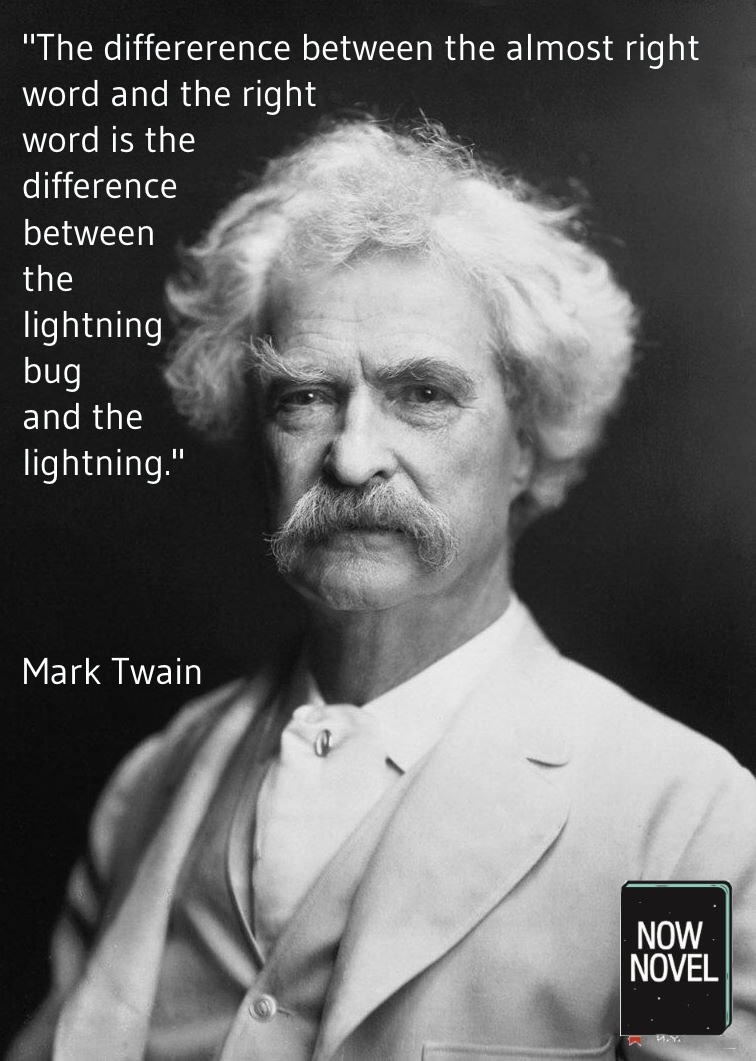 "The differerence between the almost right
word and the right
word is the
difference
between
the
lightning
bug
and the
lightning."
Mark Twain
NOW
NOVEL
N.Y.